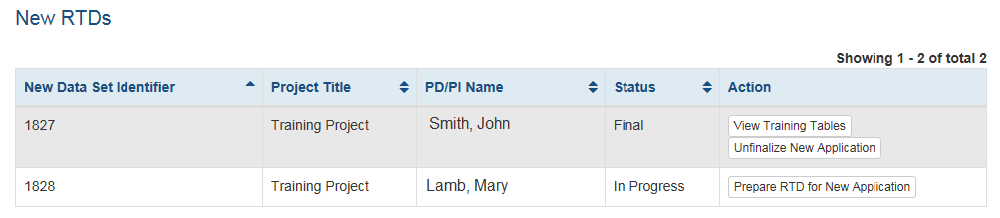 New RTDs
Showing 1 - 2 of total 2
New Data Set Identifier Project Title PD/PI Name Status Action
1827 Training Project Smith, John Final View Training Tables
Unfinalize New Application
1828 Training Project Lamb, Mary In Progress Prepare RTD for New Application